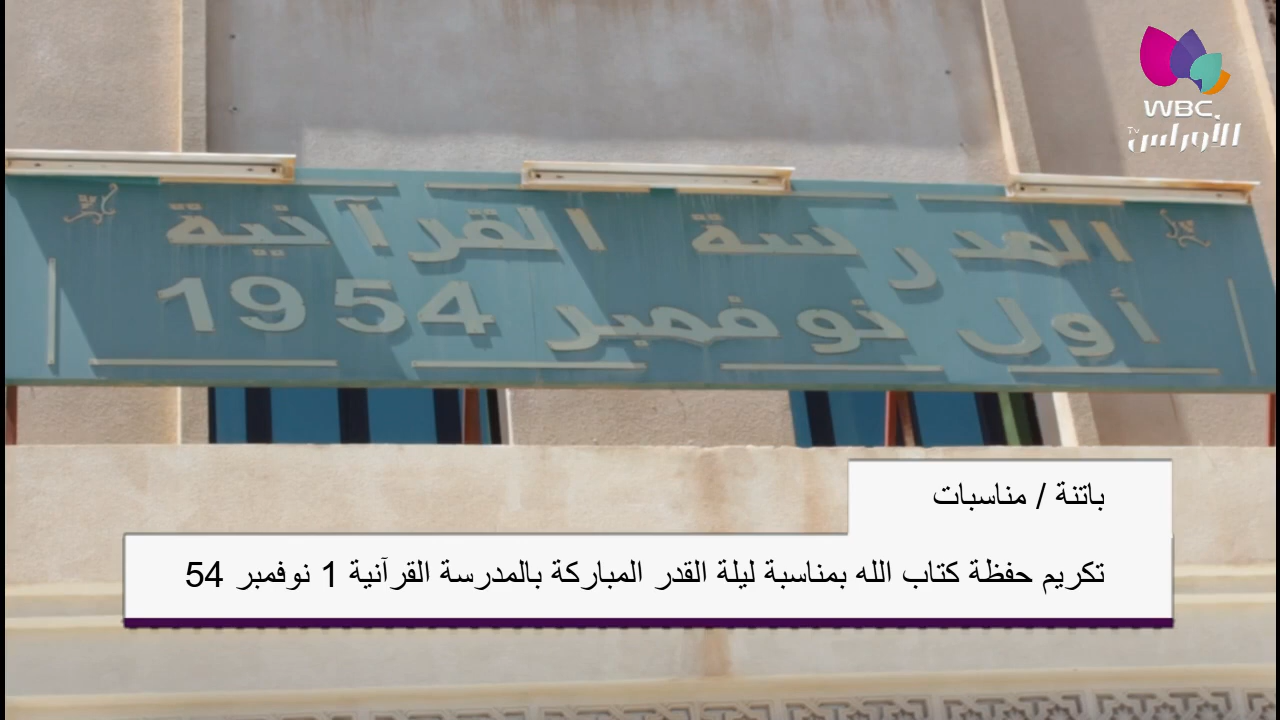 WBC
الأوراس TV
المدرسة القرآنية
أول نوفمبر 1954
باتنة / مناسبات
تكريم حفظة كتاب الله بمناسبة ليلة القدر المباركة بالمدرسة القرآنية 1 نوفمبر 54